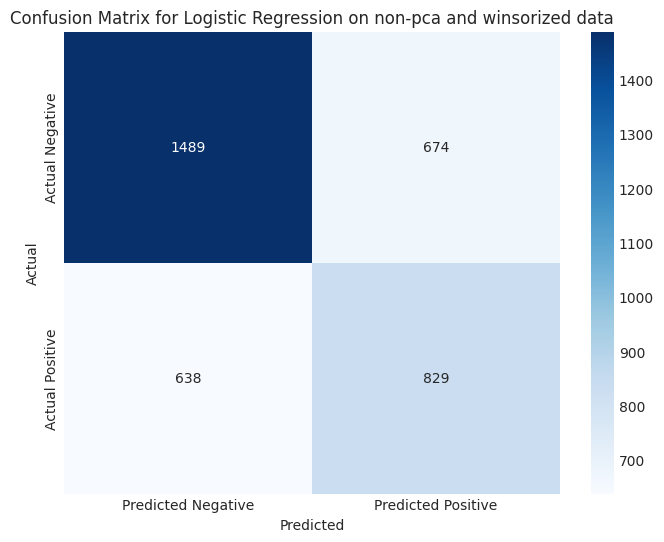 Confusion Matrix for Logistic Regression on non-pca and winsorized data
Actual
Actual Negative
Actual Positive
1489
674
638
829
Predicted Negative
Predicted Positive
Predicted
1400
1300
1200
1100
1000
900
800
700